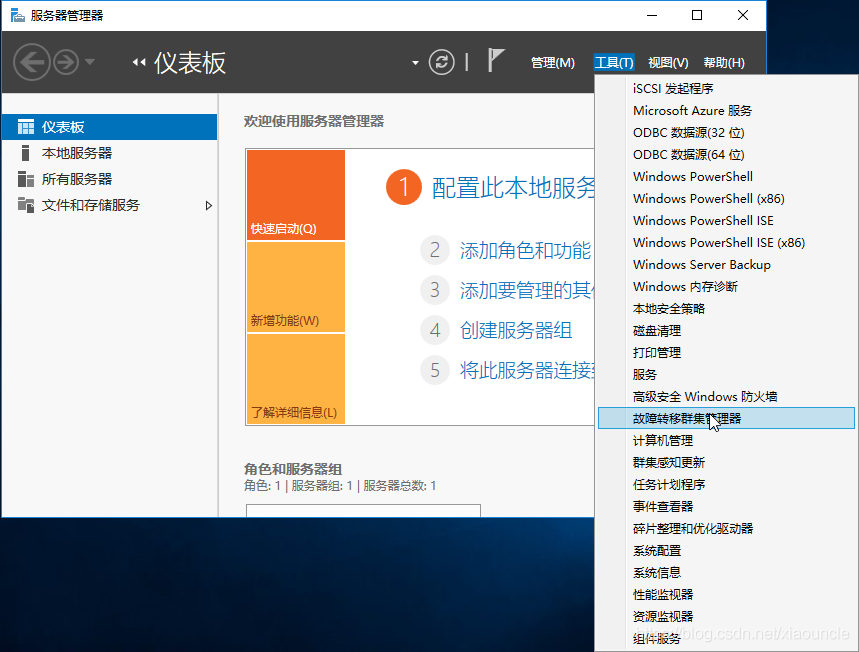 服务器管理器
仪表板
管理(M) 工具(T) 视图(V) 帮助(H)
仪表板
本地服务器
所有服务器
文件和存储服务
欢迎使用服务器管理器
快速启动(Q)
新增功能(W)
了解详细信息(L)
1 配置此本地服务
2 添加角色和功能
3 添加要管理的其
4 创建服务器组
5 将此服务器连接
角色和服务器组
角色: 1 | 服务器组: 1 | 服务器总数: 1
iSCSI 发起程序
Microsoft Azure 服务
ODBC 数据源(32 位)
ODBC 数据源(64 位)
Windows PowerShell
Windows PowerShell (x86)
Windows PowerShell ISE
Windows PowerShell ISE (x86)
Windows Server Backup
Windows 内存诊断
本地安全策略
磁盘清理
打印管理
服务
高级安全 Windows 防火墙
故障转移群集管理器
计算机管理
群集感知更新
任务计划程序
事件查看器
碎片整理和优化驱动器
系统配置
系统信息
性能监视器
资源监视器
组件服务
blog.csdn.net/xiaouncle